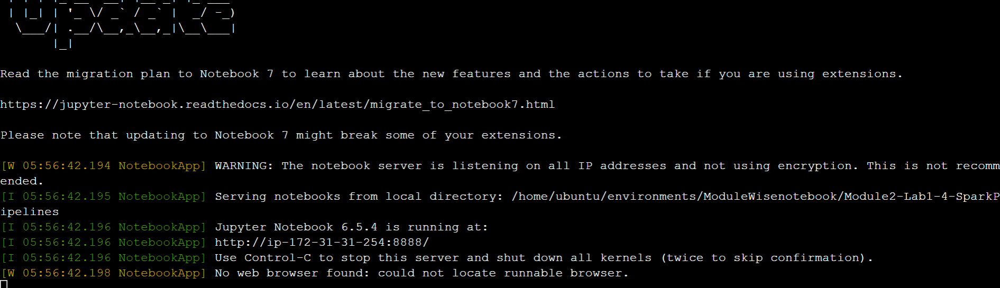 | |_| | '_ \/ _` / _` |  _/ -_)
 \___/| .__/\__,_\__,_|\__\___|
      |_|
Read the migration plan to Notebook 7 to learn about the new features and the actions to take if you are using extensions.
https://jupyter-notebook.readthedocs.io/en/latest/migrate_to_notebook7.html
Please note that updating to Notebook 7 might break some of your extensions.
[W 05:56:42.194 NotebookApp] WARNING: The notebook server is listening on all IP addresses and not using encryption. This is not recomm
ended.
[I 05:56:42.195 NotebookApp] Serving notebooks from local directory: /home/ubuntu/environments/ModuleWisenotebook/Module2-Lab1-4-SparkP
ipelines
[I 05:56:42.196 NotebookApp] Jupyter Notebook 6.5.4 is running at:
[I 05:56:42.196 NotebookApp] http://ip-172-31-31-254:8888/
[I 05:56:42.196 NotebookApp] Use Control-C to stop this server and shut down all kernels (twice to skip confirmation).
[W 05:56:42.198 NotebookApp] No web browser found: could not locate runnable browser.